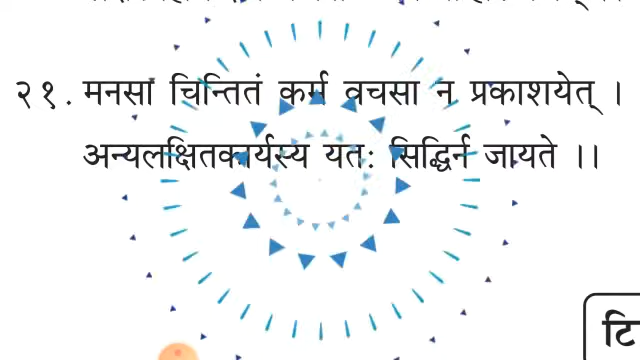 २१. मनसा चिन्तितं कर्म वचसा न प्रकाशयेत् ।
अन्यलक्षितकार्यस्य यतः सिद्धिर्न जायते ।।
टि